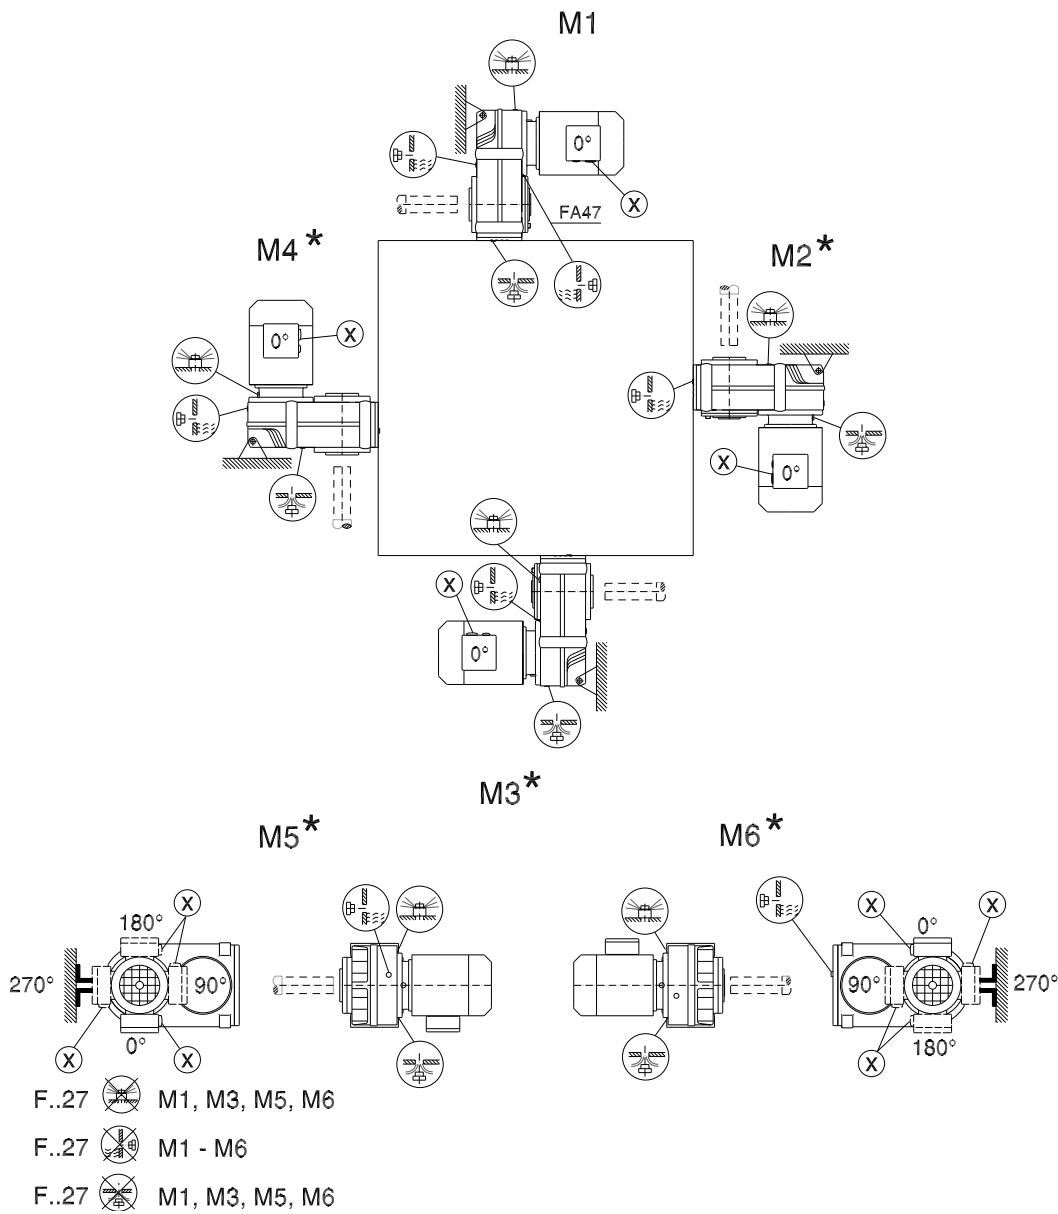 M1
0°
X
FA47
M4*
M2*
0°
X
X
0°
X
0°
M3*
M5*
M6*
X
X
X
180°
0°
270°
90°
90°
270°
0°
180°
X
X
X
F..27 M1, M3, M5, M6
F..27 M1 - M6
F..27 M1, M3, M5, M6